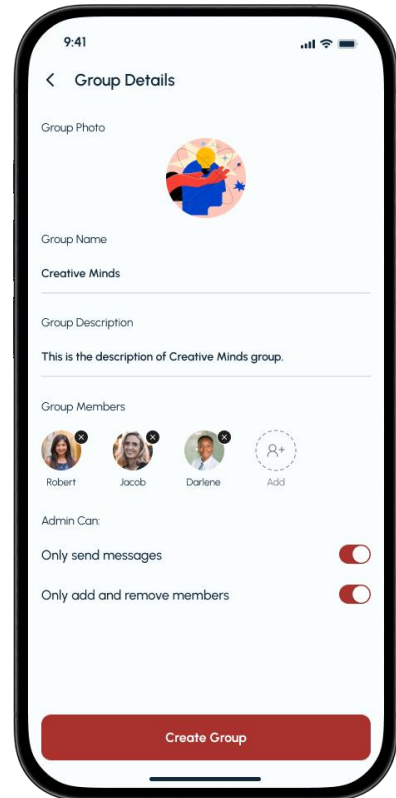 9:41
Group Details
Group Photo
Group Name
Creative Minds
Group Description
This is the description of Creative Minds group.
Group Members
Robert Jacob Darlene Add
Admin Can:
Only send messages
Only add and remove members
Create Group